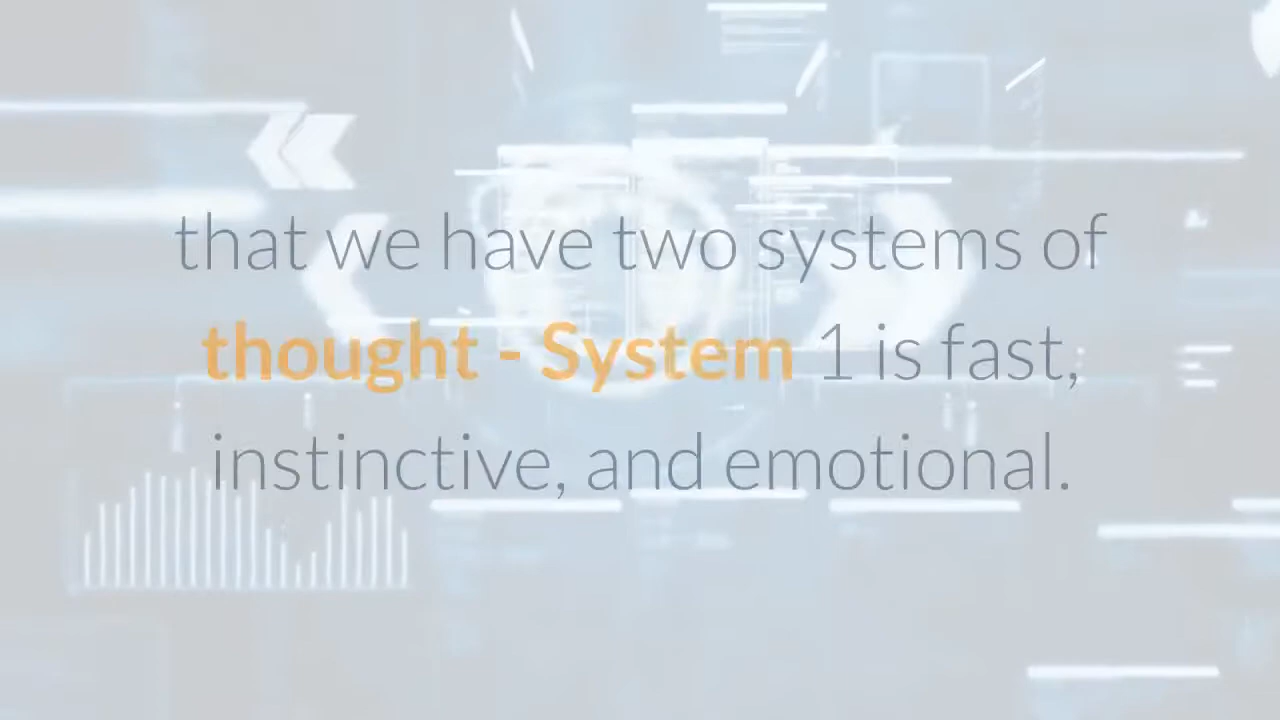 that we have two systems of
thought - System 1 is fast,
instinctive, and emotional.